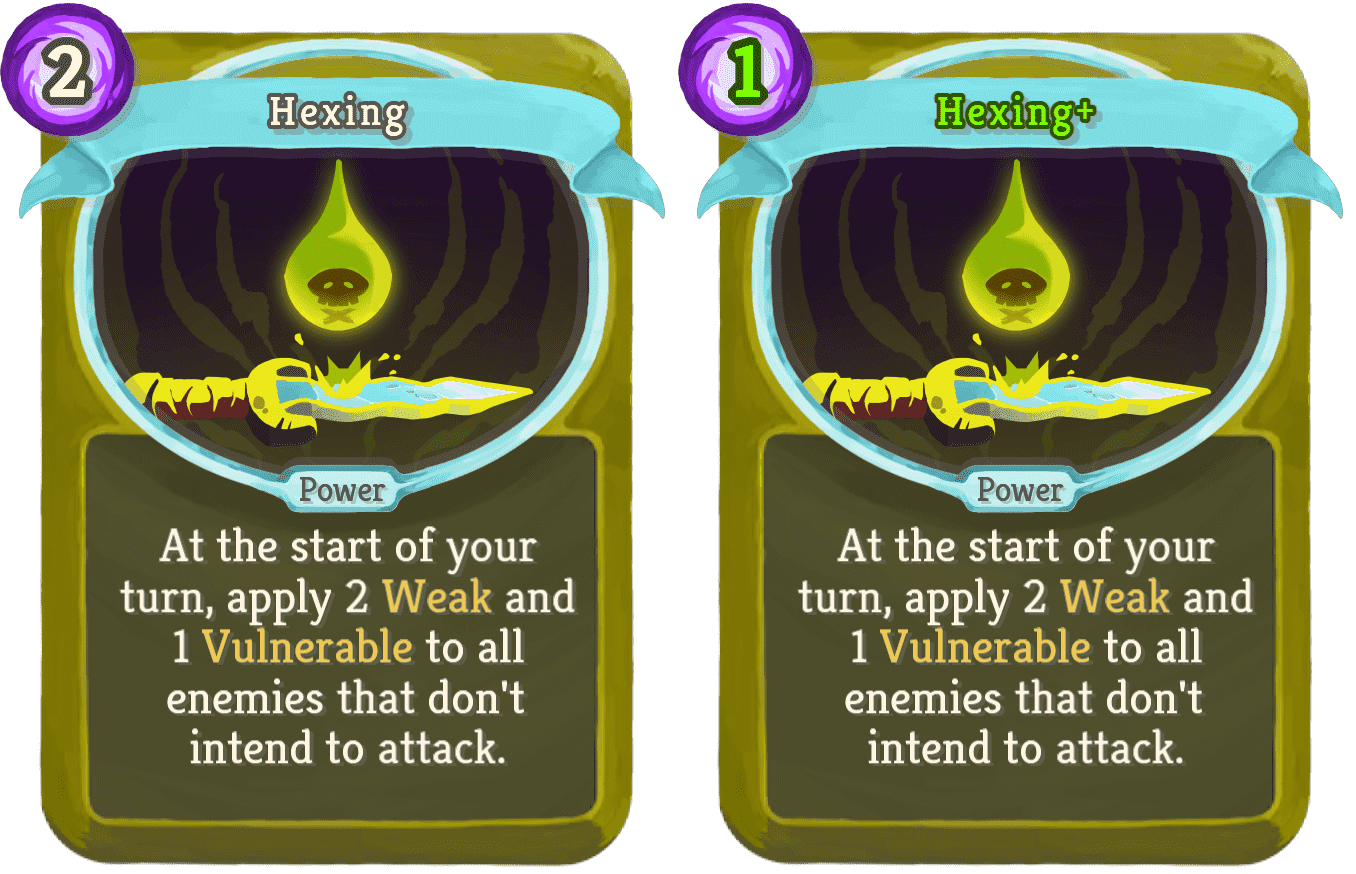 2
Hexing
Power
At the start of your
turn, apply 2 Weak and
1 Vulnerable to all
enemies that don't
intend to attack.
1
Hexing+
Power
At the start of your
turn, apply 2 Weak and
1 Vulnerable to all
enemies that don't
intend to attack.